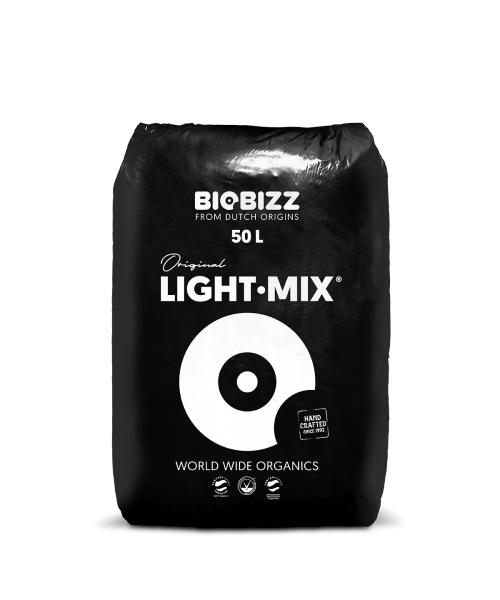 BIOBIZZ
FROM DUTCH ORIGINS
50 L
Original
LIGHT·MIX®
HAND
CRAFTED
SINCE 1992
WORLD WIDE ORGANICS